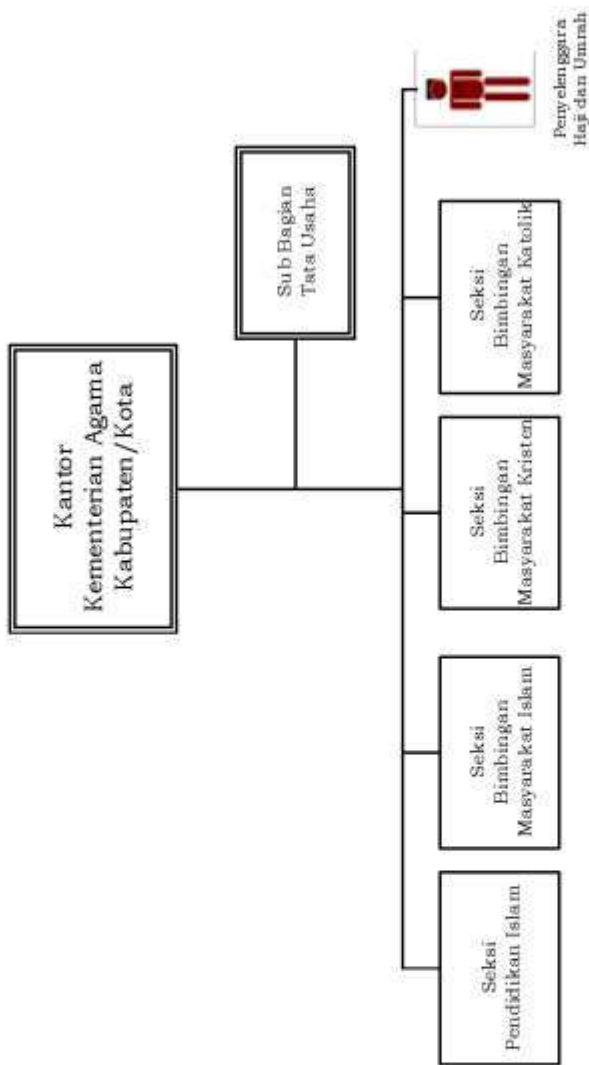 Kantor
Kementerian Agama
Kabupaten/Kota
Sub Bagian
Tata Usaha
Seksi
Pendidikan Islam
Seksi
Bimbingan
Masyarakat Islam
Seksi
Bimbingan
Masyarakat Kristen
Seksi
Bimbingan
Masyarakat Katolik
Penyelenggara
Haji dan Umrah